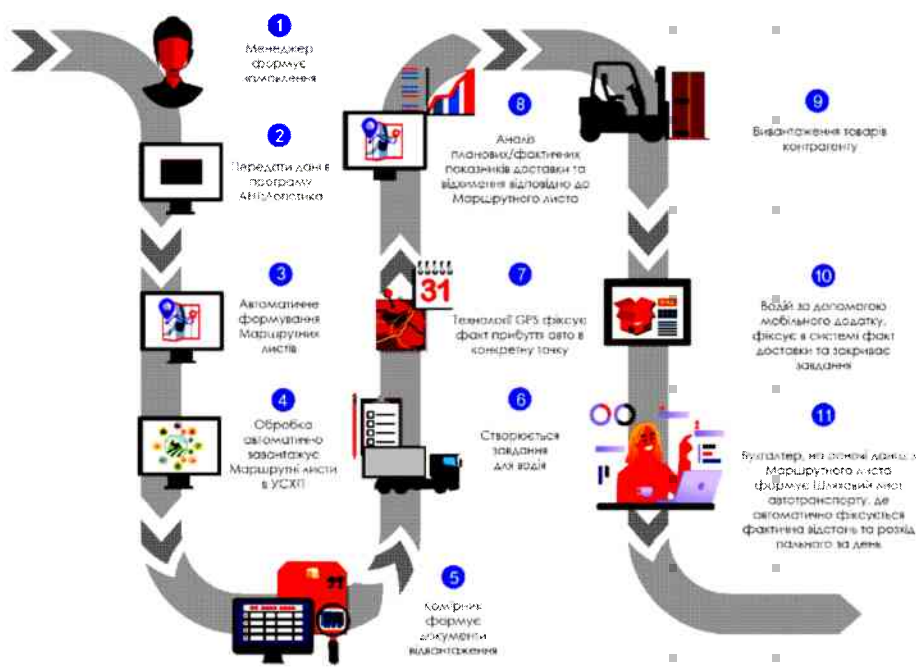 1
Менеджер
формує
замовлення
2
Передати дані в
програму
АНТ-Логістика
3
Автоматичне
формування
Маршрутних
листів
4
Обробка
автоматично
завантажує
Маршрутні листи
в УСХП
5
Комірник
формує
документи
відвантаження
6
Створюється
завдання
для водія
7
Технології GPS фіксує
факт прибуття авто в
конкретну точку
31
8
Аналіз
планових/фактичних
показників доставки та
відхилення відповідно до
Маршрутного листа
9
Вивантаження товарів
контрагенту
10
Водій за допомогою
мобільного додатку,
фіксує в системі факт
доставки та закриває
завдання
11
Бухгалтер, на основі даних з
Маршрутного листа
формує Шляховий лист
автотранспорту, де
автоматично фіксується
фактична відстань та розхід
пального за день